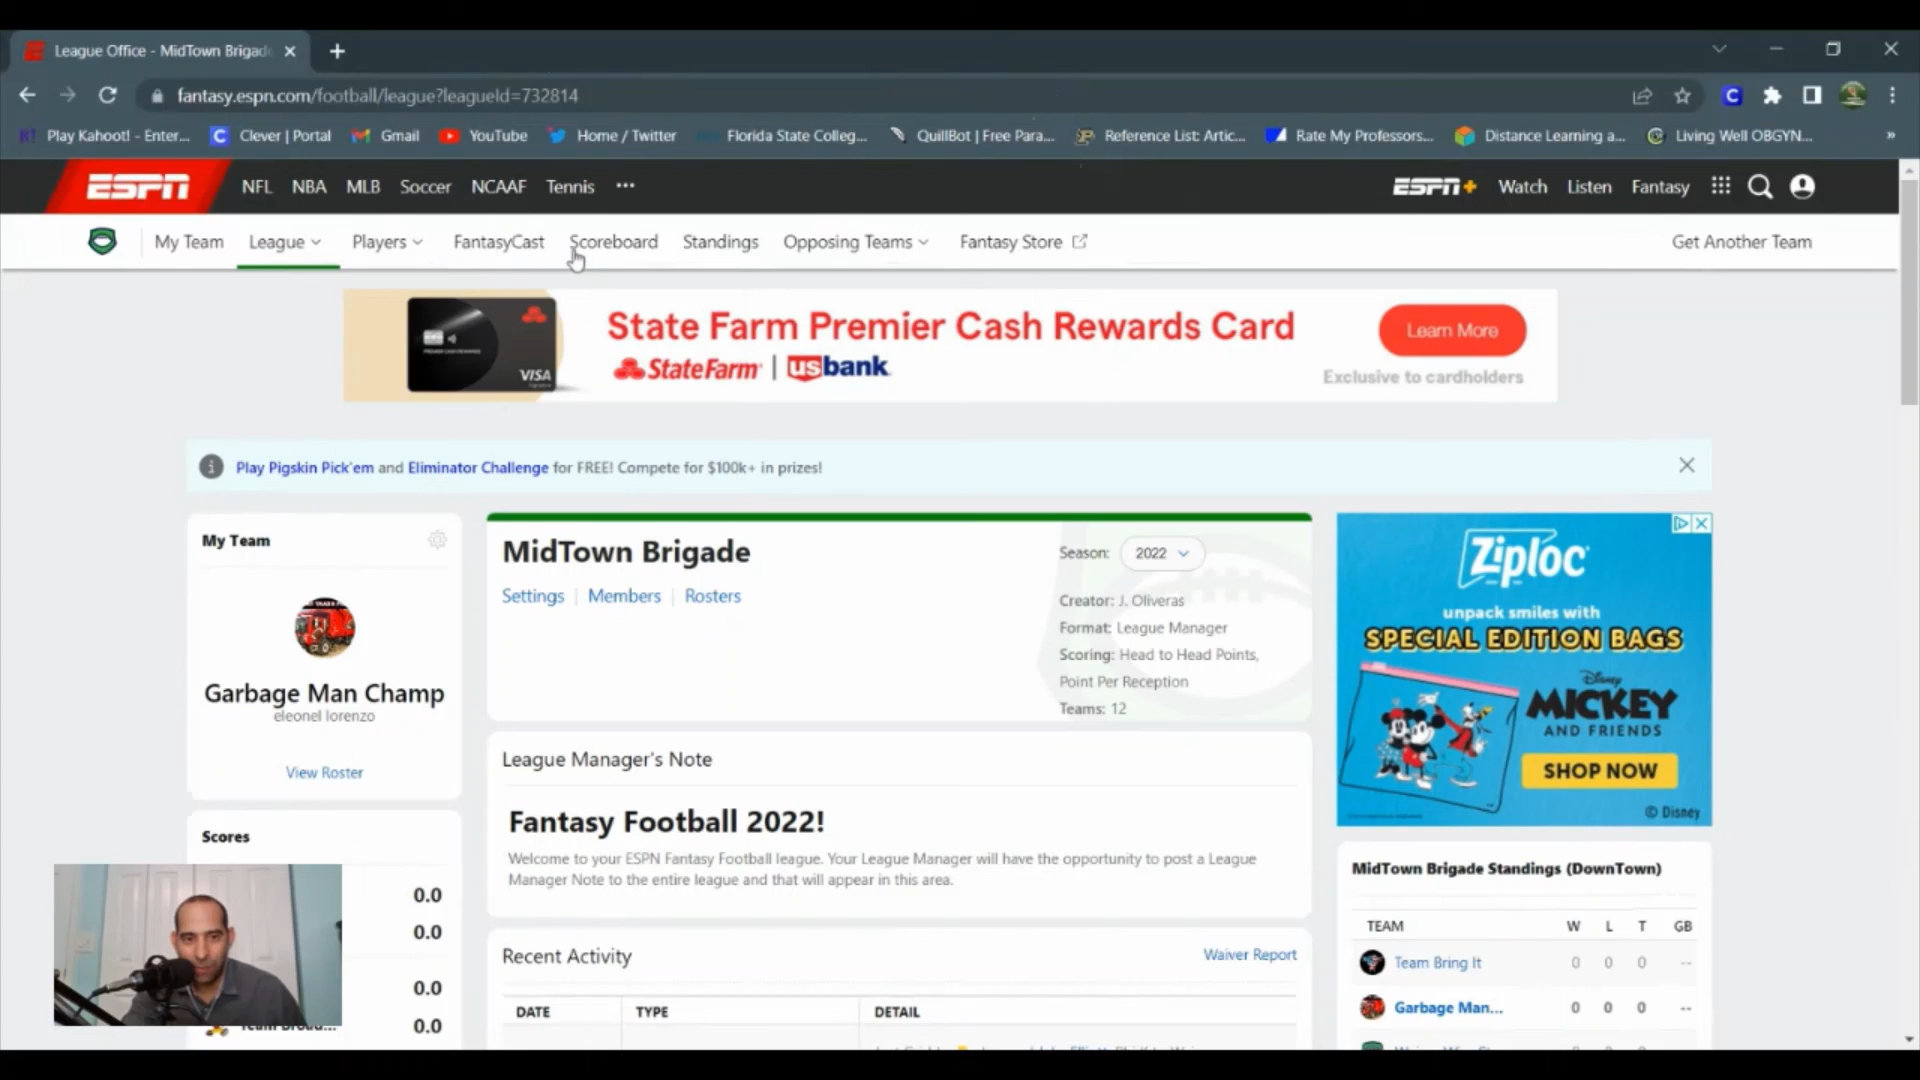 League Office - MidTown Brigade
fantasy.espn.com/football/league?leagueId=732814
Play Kahoot! - Enter... Clever | Portal Gmail YouTube Home / Twitter Florida State Colleg... QuillBot | Free Para... Reference List: Artic... Rate My Professors... Distance Learning a... Living Well OBGYN... »
ESPN NFL NBA MLB Soccer NCAAF Tennis ••• ESPN+ Watch Listen Fantasy
My Team League Players FantasyCast Scoreboard Standings Opposing Teams Fantasy Store Get Another Team
State Farm Premier Cash Rewards Card
StateFarm | usbank
VISA
Learn More
Exclusive to cardholders
Play Pigskin Pick'em and Eliminator Challenge for FREE! Compete for $100k+ in prizes!
My Team
Garbage Man Champ
eleonel lorenzo
View Roster
Scores
0.0
0.0
0.0
0.0
MidTown Brigade
Settings | Members | Rosters
Season: 2022
Creator: J. Oliveras
Format: League Manager
Scoring: Head to Head Points,
Point Per Reception
Teams: 12
League Manager's Note
Fantasy Football 2022!
Welcome to your ESPN Fantasy Football league. Your League Manager will have the opportunity to post a League
Manager Note to the entire league and that will appear in this area.
Recent Activity Waiver Report
DATE TYPE DETAIL
Ziploc
unpack smiles with
SPECIAL EDITION BAGS
Disney
MICKEY
AND FRIENDS
SHOP NOW
© Disney
MidTown Brigade Standings (DownTown)
TEAM W L T GB
Team Bring It 0 0 0 --
Garbage Man... 0 0 0 --